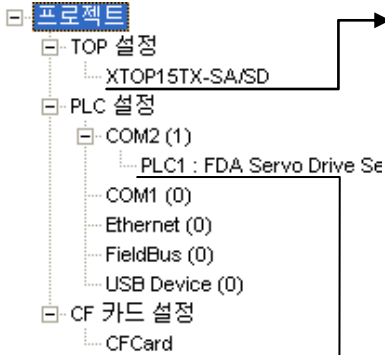 프로젝트
TOP 설정
XTOP15TX-SA/SD
PLC 설정
COM2 (1)
PLC1 : FDA Servo Drive Se
COM1 (0)
Ethernet (0)
FieldBus (0)
USB Device (0)
CF 카드 설정
CFCard